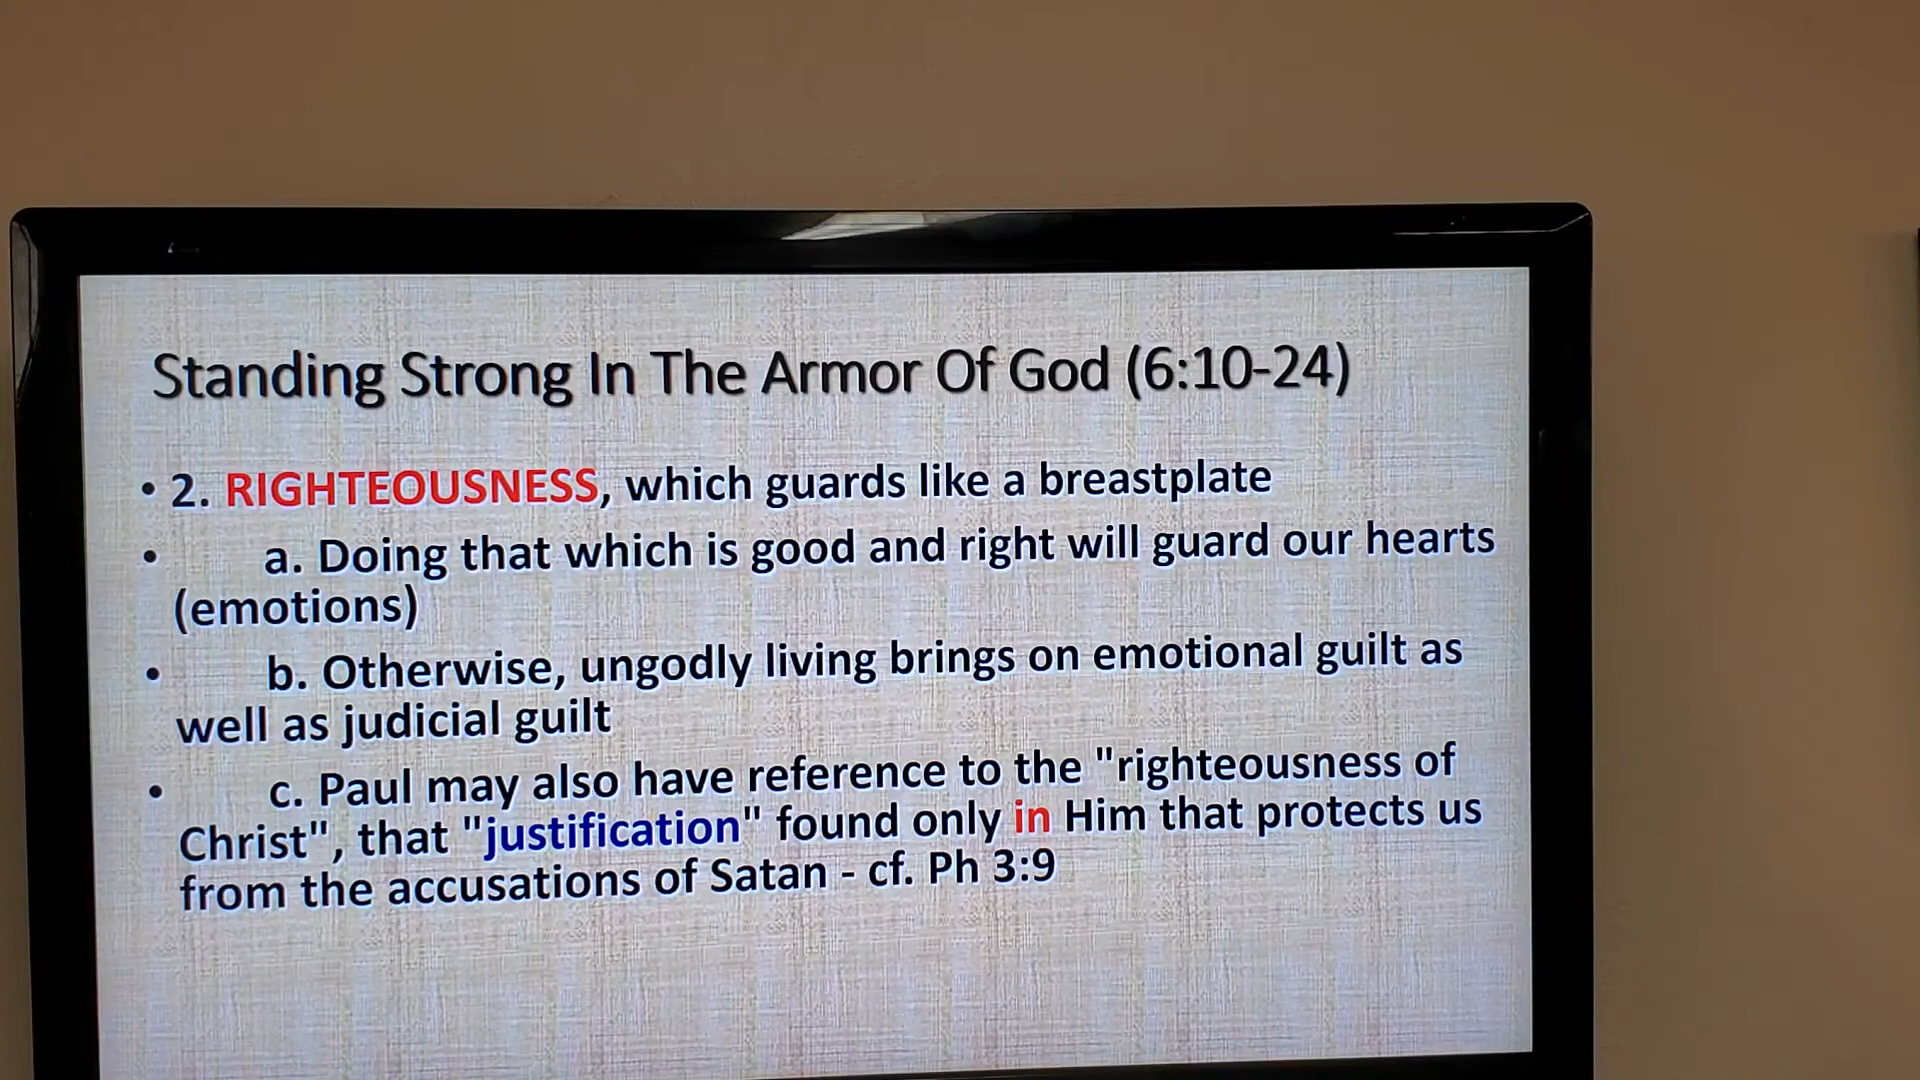 Standing Strong In The Armor Of God (6:10-24)
• 2. RIGHTEOUSNESS, which guards like a breastplate
• a. Doing that which is good and right will guard our hearts
(emotions)
• b. Otherwise, ungodly living brings on emotional guilt as
well as judicial guilt
• c. Paul may also have reference to the "righteousness of
Christ", that "justification" found only in Him that protects us
from the accusations of Satan - cf. Ph 3:9